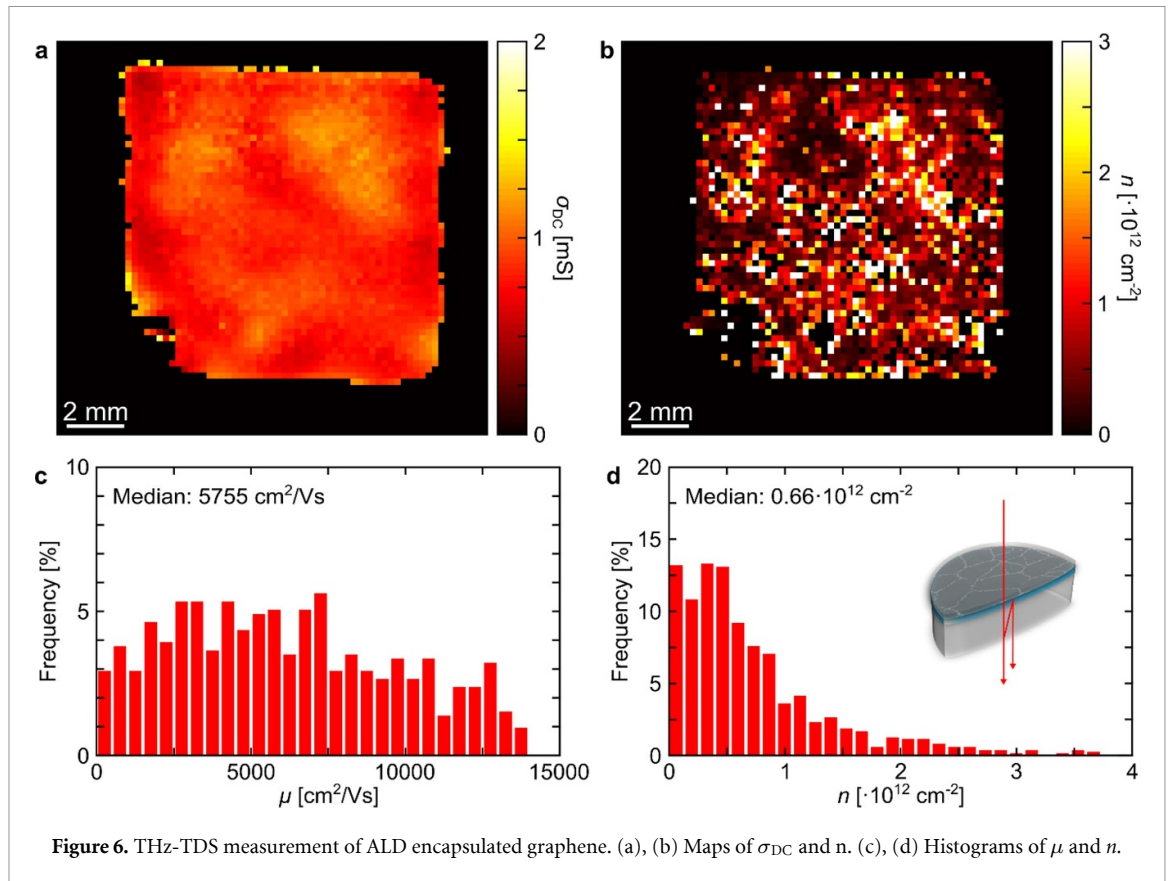 a
2
σDC [mS]
1
0
2 mm
b
3
n [·10¹² cm⁻²]
2
1
0
2 mm
c
10
Median: 5755 cm²/Vs
Frequency [%]
5
0
0 5000 10000 15000
μ [cm²/Vs]
d
20
Median: 0.66·10¹² cm⁻²
15
Frequency [%]
10
5
0
0 1 2 3 4
n [·10¹² cm⁻²]
Figure 6. THz-TDS measurement of ALD encapsulated graphene. (a), (b) Maps of σDC and n. (c), (d) Histograms of μ and n.